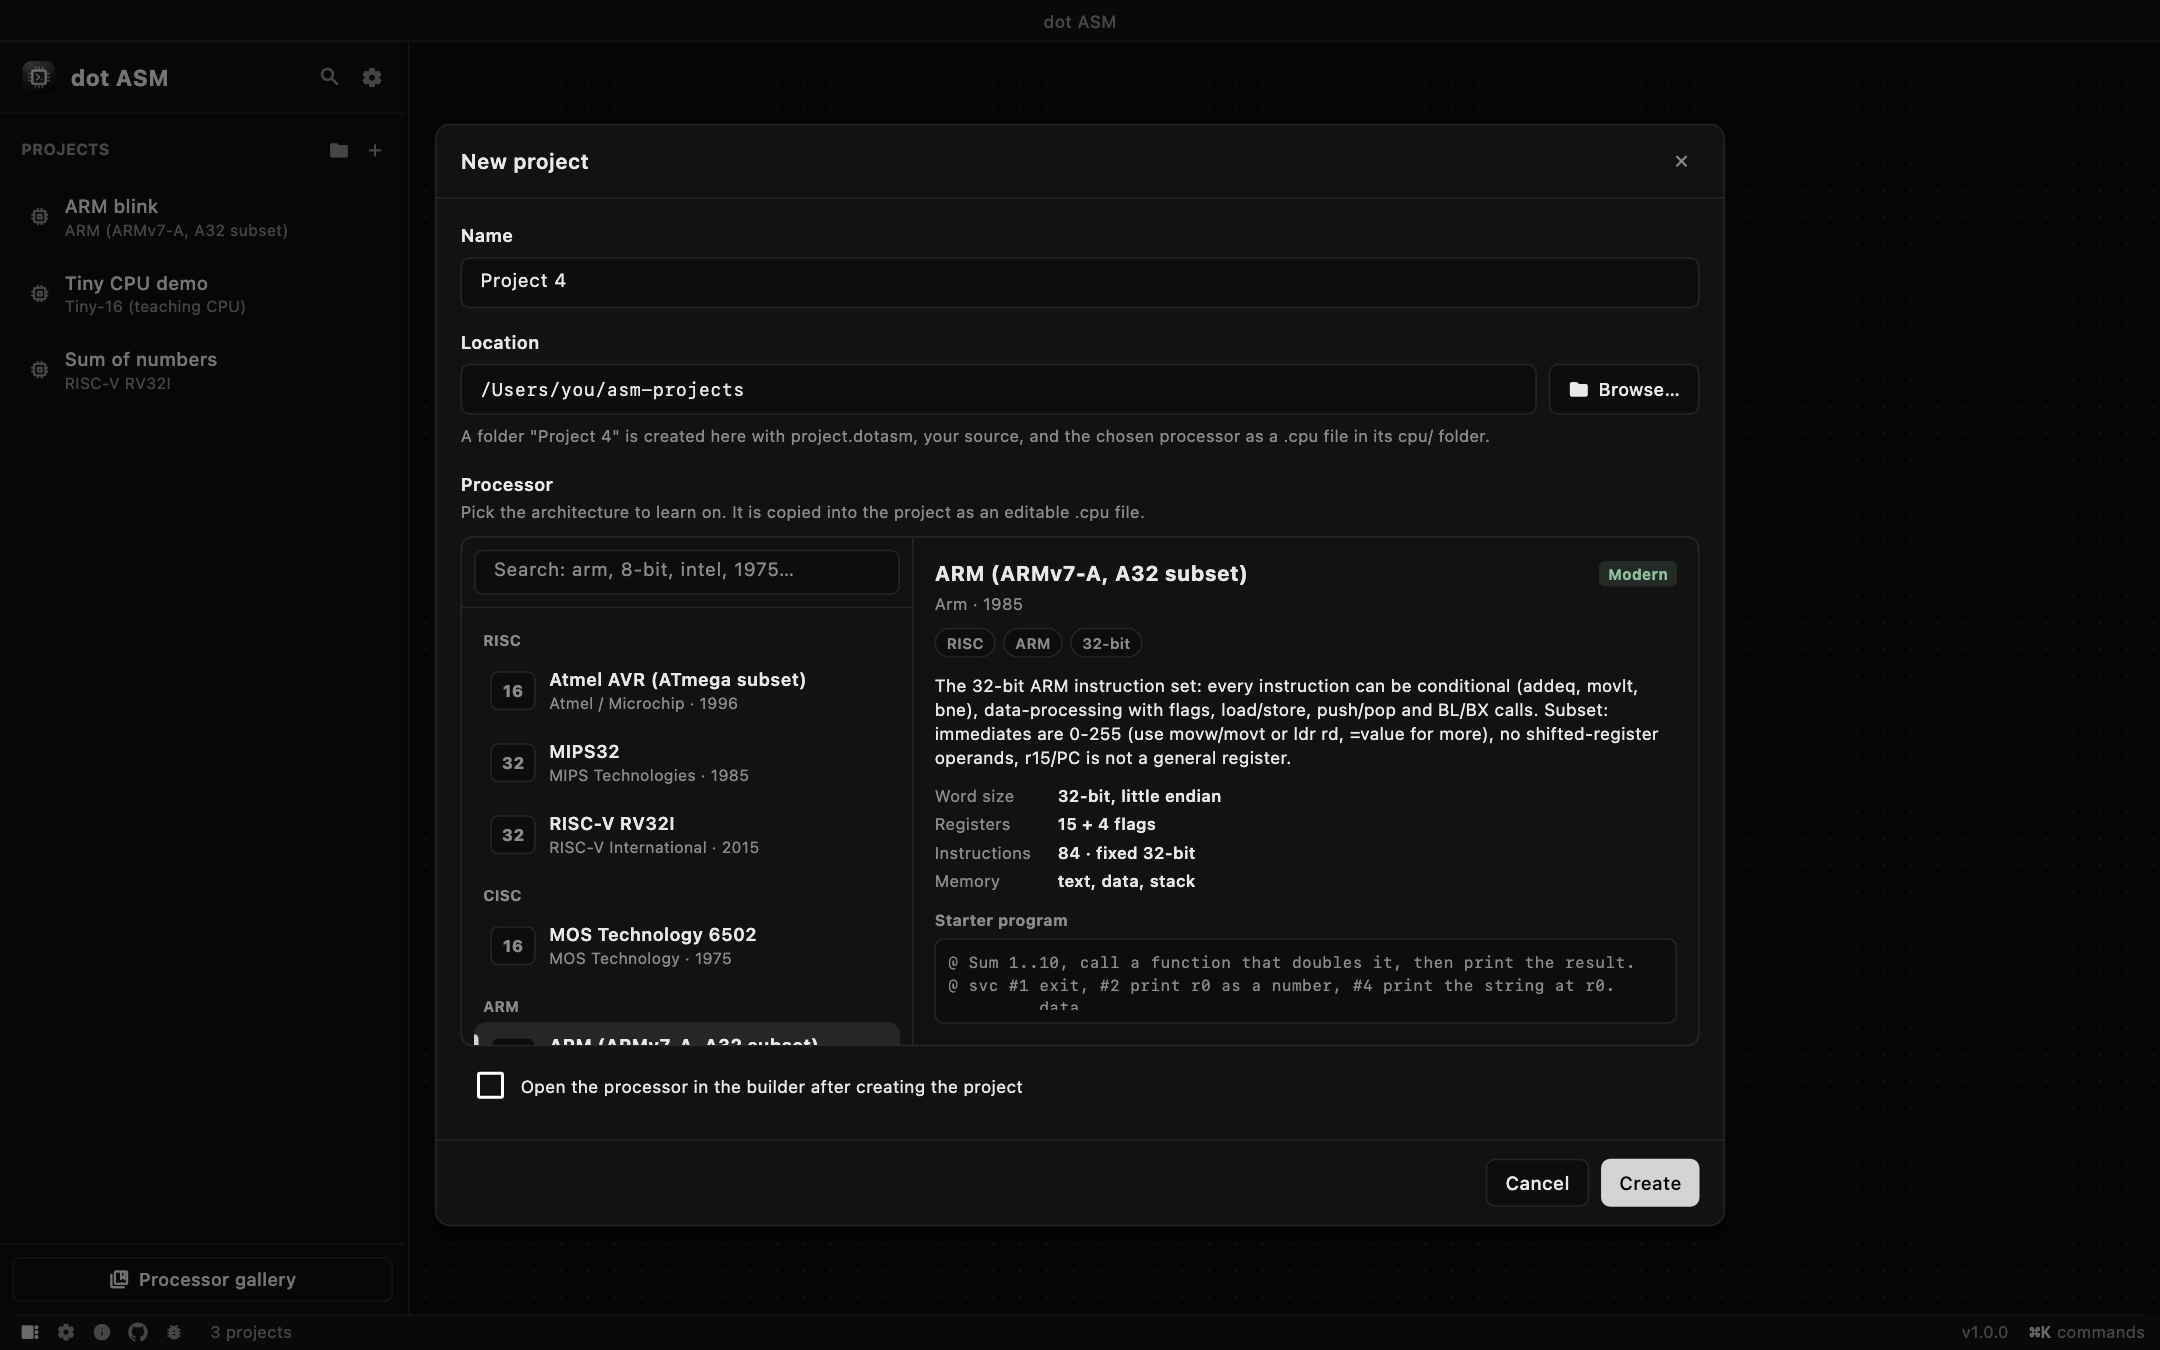 dot ASM
dot ASM
PROJECTS
ARM blink
ARM (ARMv7-A, A32 subset)
Tiny CPU demo
Tiny-16 (teaching CPU)
Sum of numbers
RISC-V RV32I
New project
Name
Project 4
Location
/Users/you/asm-projects
Browse...
A folder "Project 4" is created here with project.dotasm, your source, and the chosen processor as a .cpu file in its cpu/ folder.
Processor
Pick the architecture to learn on. It is copied into the project as an editable .cpu file.
Search: arm, 8-bit, intel, 1975...
RISC
16
Atmel AVR (ATmega subset)
Atmel / Microchip · 1996
32
MIPS32
MIPS Technologies · 1985
32
RISC-V RV32I
RISC-V International · 2015
CISC
16
MOS Technology 6502
MOS Technology · 1975
ARM
ARM (ARMv7-A, A32 subset)
ARM (ARMv7-A, A32 subset)
Modern
Arm · 1985
RISC
ARM
32-bit
The 32-bit ARM instruction set: every instruction can be conditional (addeq, movlt,
bne), data-processing with flags, load/store, push/pop and BL/BX calls. Subset:
immediates are 0-255 (use movw/movt or ldr rd, =value for more), no shifted-register
operands, r15/PC is not a general register.
Word size 32-bit, little endian
Registers 15 + 4 flags
Instructions 84 · fixed 32-bit
Memory text, data, stack
Starter program
@ Sum 1..10, call a function that doubles it, then print the result.
@ svc #1 exit, #2 print r0 as a number, #4 print the string at r0.
data
Open the processor in the builder after creating the project
Cancel
Create
Processor gallery
3 projects
v1.0.0
⌘K commands